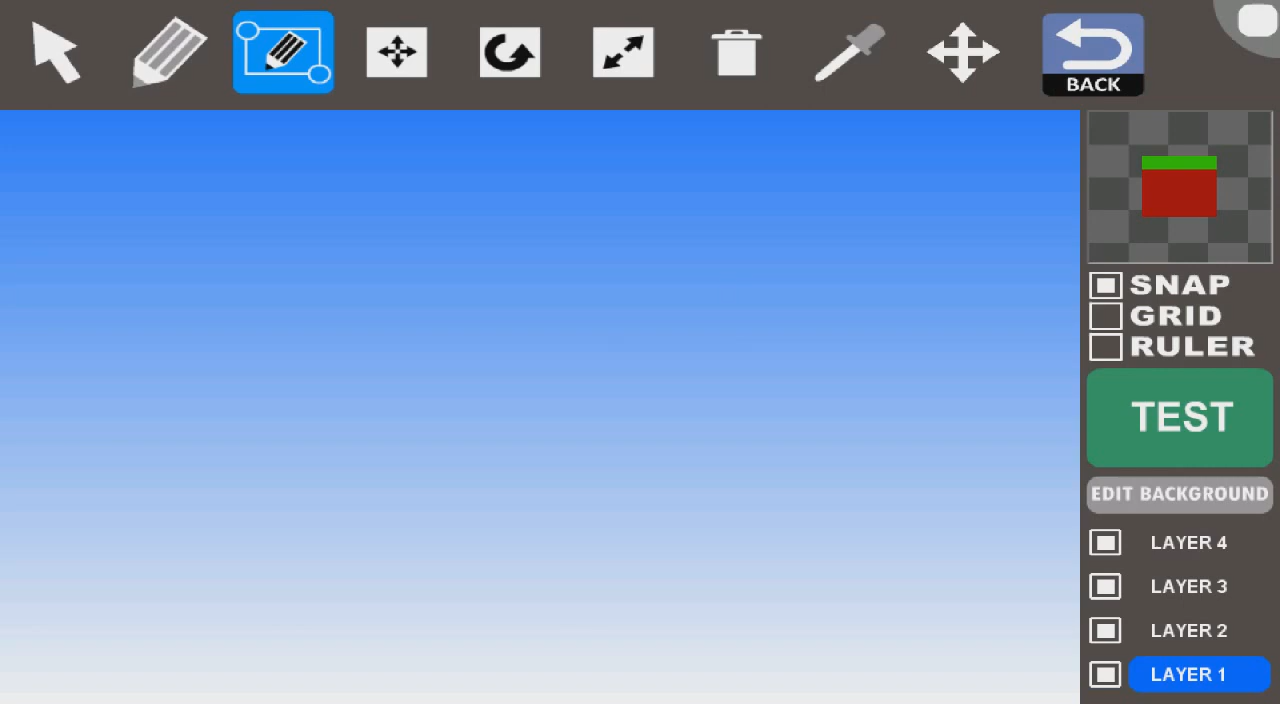 BACK
SNAP
GRID
RULER
TEST
EDIT BACKGROUND
LAYER 4
LAYER 3
LAYER 2
LAYER 1